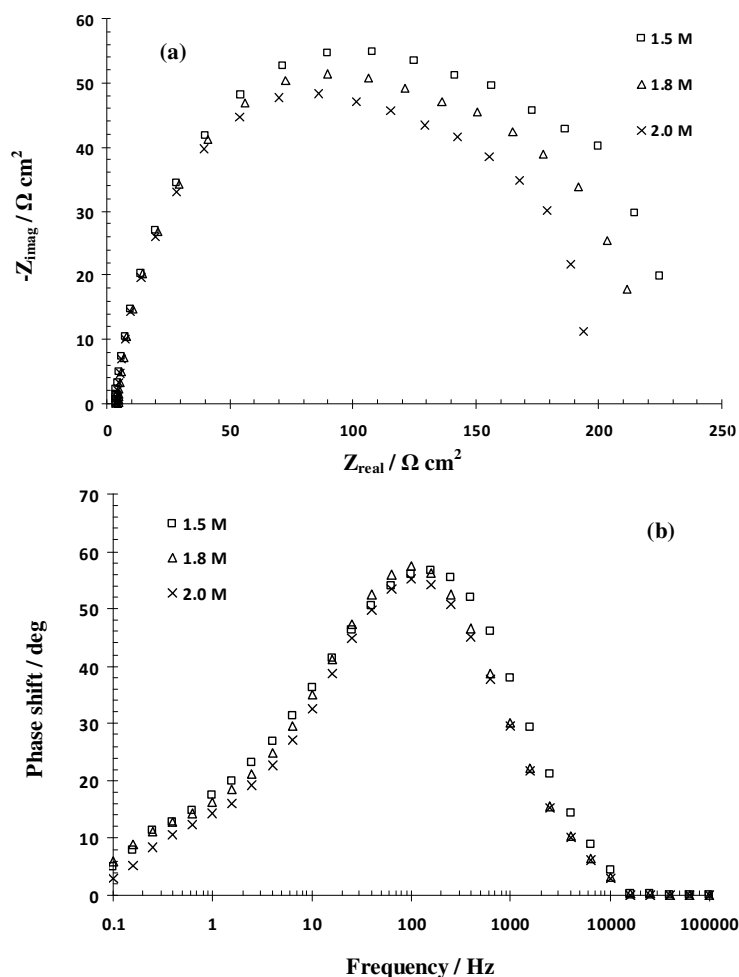 (a)
1.5 M
1.8 M
2.0 M
60
50
40
30
20
10
0
-Z_imag / Ω cm²
0 50 100 150 200 250
Z_real / Ω cm²
(b)
1.5 M
1.8 M
2.0 M
70
60
50
40
30
20
10
0
Phase shift / deg
0.1 1 10 100 1000 10000 100000
Frequency / Hz